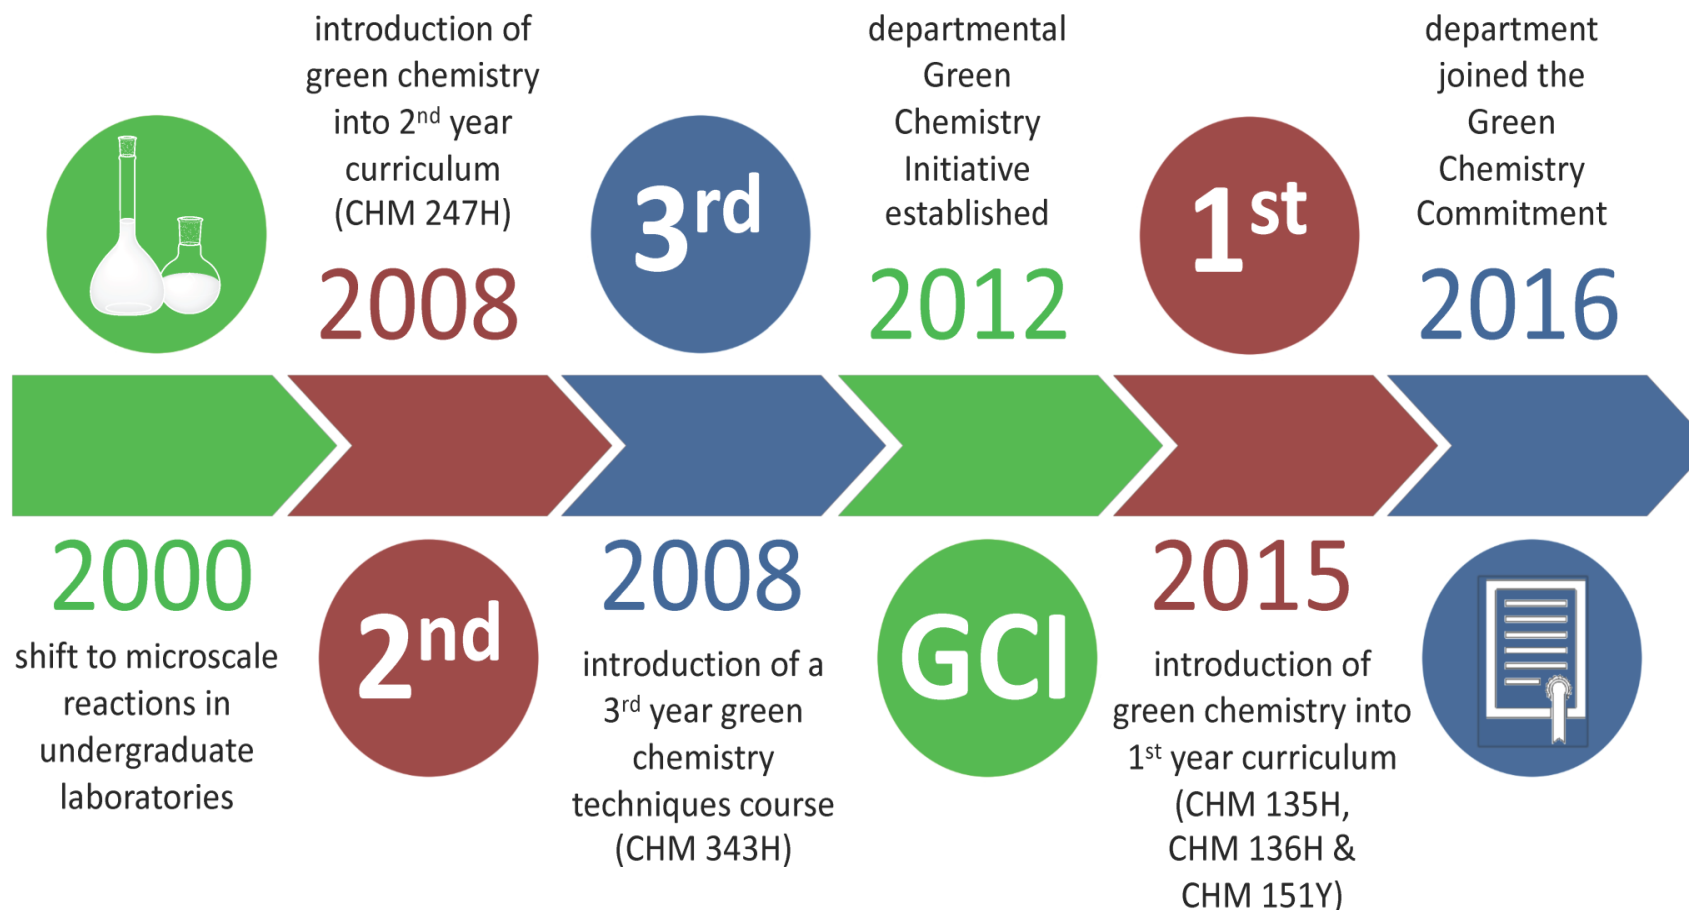 shift to microscale
reactions in
undergraduate
laboratories
2000
introduction of
green chemistry
into 2nd year
curriculum
(CHM 247H)
2008
2nd
3rd
2008
introduction of a
3rd year green
chemistry
techniques course
(CHM 343H)
departmental
Green
Chemistry
Initiative
established
2012
GCI
1st
2015
introduction of
green chemistry into
1st year curriculum
(CHM 135H,
CHM 136H &
CHM 151Y)
department
joined the
Green
Chemistry
Commitment
2016